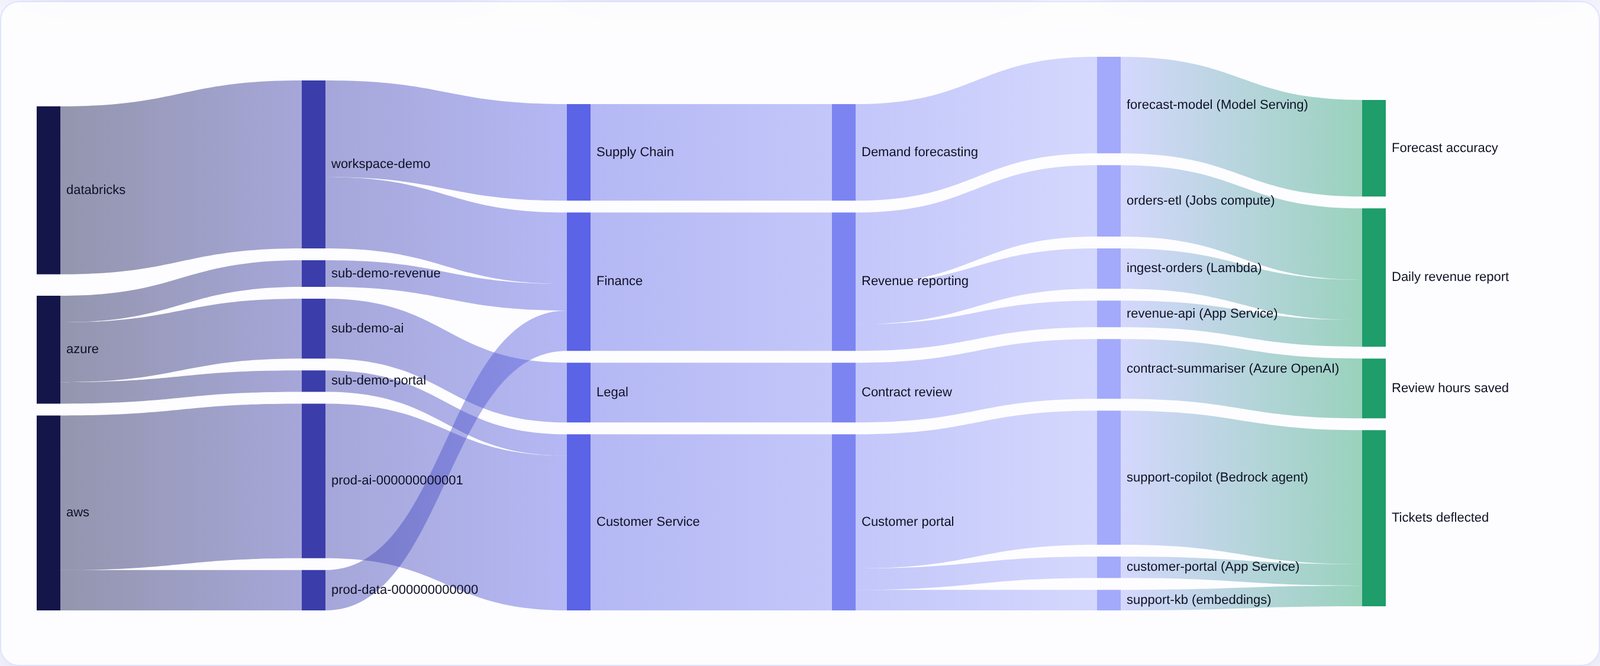 databricks
azure
aws
workspace-demo
sub-demo-revenue
sub-demo-ai
sub-demo-portal
prod-ai-000000000001
prod-data-000000000000
Supply Chain
Finance
Legal
Customer Service
Demand forecasting
Revenue reporting
Contract review
Customer portal
forecast-model (Model Serving)
orders-etl (Jobs compute)
ingest-orders (Lambda)
revenue-api (App Service)
contract-summariser (Azure OpenAI)
support-copilot (Bedrock agent)
customer-portal (App Service)
support-kb (embeddings)
Forecast accuracy
Daily revenue report
Review hours saved
Tickets deflected